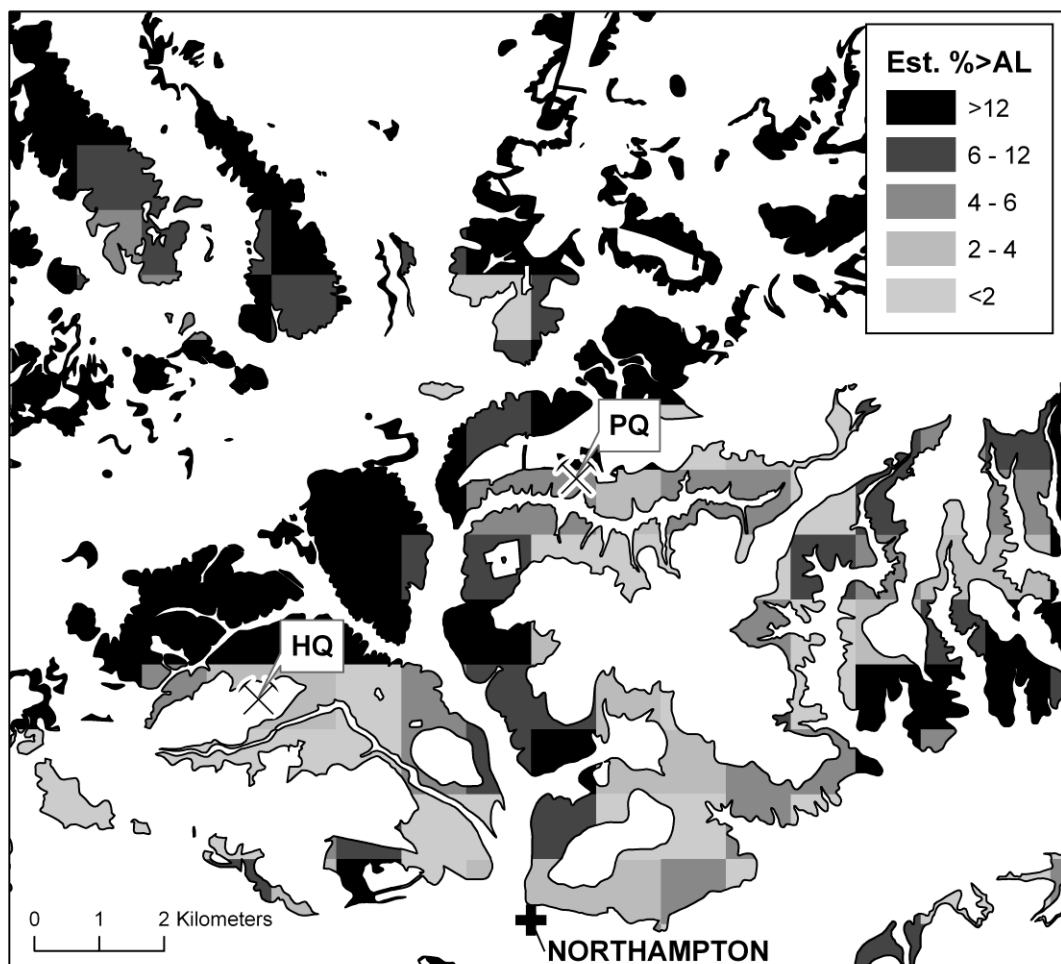 Est. %>AL
>12
6 - 12
4 - 6
2 - 4
<2
PQ
HQ
0 1 2 Kilometers
NORTHAMPTON